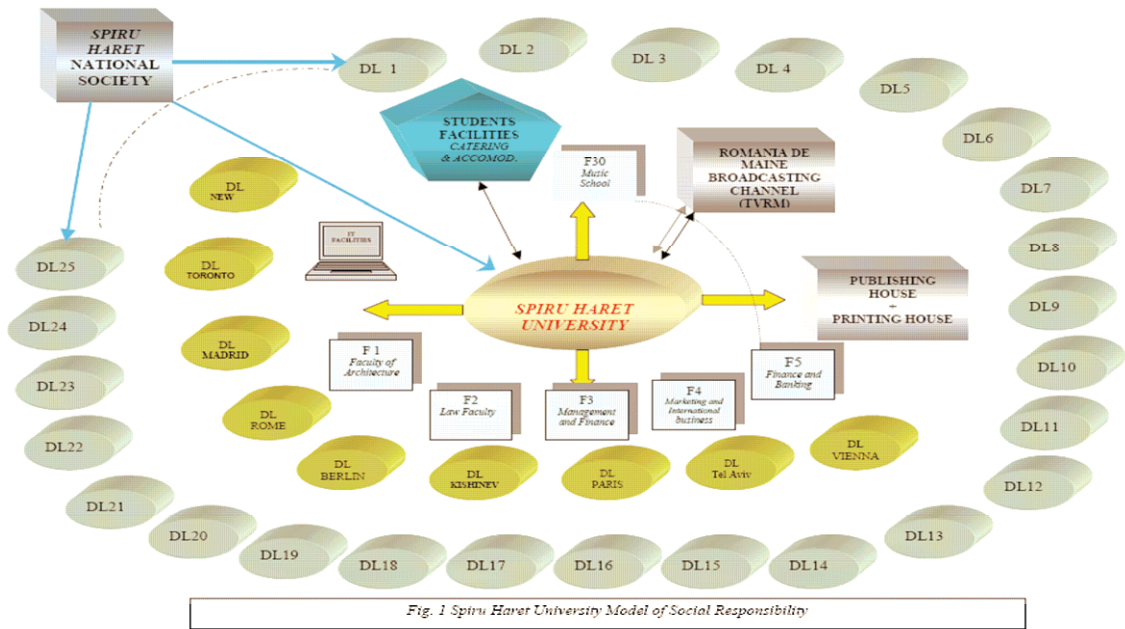 SPIRU
HARET
NATIONAL
SOCIETY
DL 1
DL 2
DL 3
DL 4
DL5
DL6
DL7
DL8
DL9
DL10
DL11
DL12
DL13
DL14
DL15
DL16
DL17
DL18
DL19
DL20
DL21
DL22
DL23
DL24
DL25
STUDENTS
FACILITIES
CATERING
& ACCOMOD.
F30
Music
School
ROMANIA DE
MAINE
BROADCASTING
CHANNEL
(TVRM)
DL
NEW
IT
FACILITIES
DL
TORONTO
SPIRU HARET
UNIVERSITY
PUBLISHING
HOUSE
+
PRINTING HOUSE
DL
MADRID
F 1
Faculty of
Architecture
F2
Law Faculty
F3
Management
and Finance
F4
Marketing and
International
business
F5
Finance and
Banking
DL
ROME
DL
BERLIN
DL
KISHINEV
DL
PARIS
DL
Tel Aviv
DL
VIENNA
Fig. 1 Spiru Haret University Model of Social Responsibility